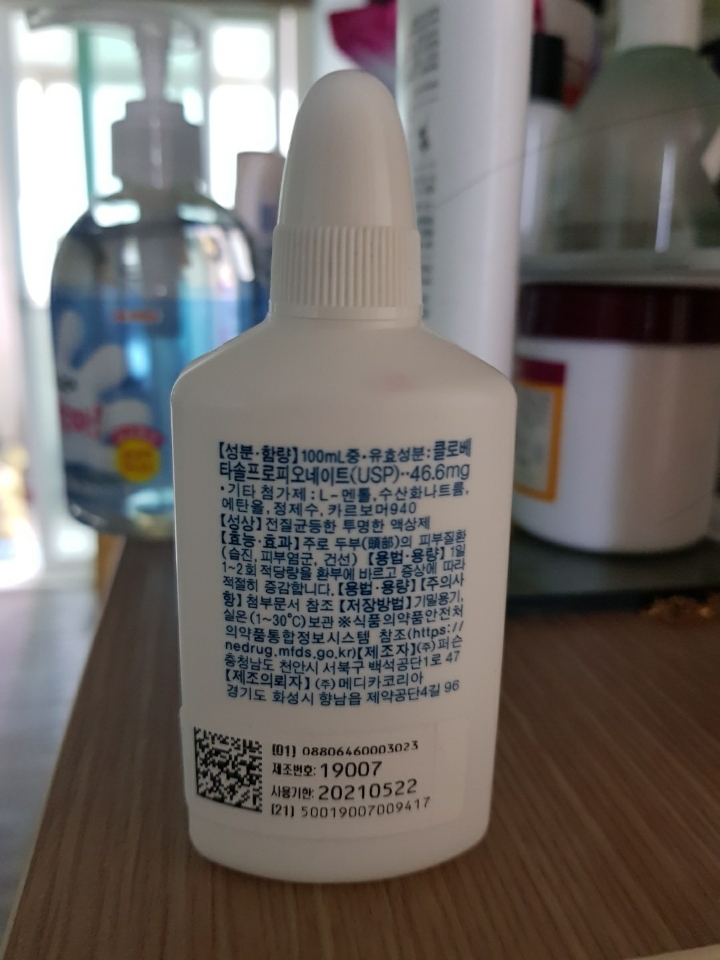 【성분·함량】100mL중·유효성분:클로베
타솔프로피오네이트(USP)··46.6mg
·기타 첨가제:L-멘톨,수산화나트륨,
에탄올,정제수,카르보머940
【성상】전질균등한 투명한 액상제
【효능·효과】주로 두부(頭部)의 피부질환
(습진,피부염군,건선)【용법·용량】1일
1~2회 적당량을 환부에 바르고 증상에 따라
적절히 증감합니다.【용법·용량】【주의사
항】첨부문서 참조【저장방법】기밀용기,
실온(1~30℃)보관 ※식품의약품안전처
의약품통합정보시스템 참조(https://
nedrug.mfds.go.kr)【제조자】(주)퍼슨
충청남도 천안시 서북구 백석공단1로 47
【제조의뢰자】(주)메디카코리아
경기도 화성시 향남읍 제약공단4길 96
(01) 08806460003023
제조번호: 19007
사용기한: 20210522
(21) 50019007009417